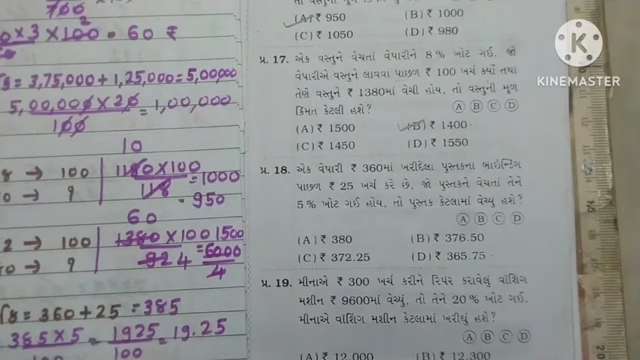 (A) ₹ 950 (B) ₹ 1000
(C) ₹ 1050 (D) ₹ 980
પ્ર. 17. એક વસ્તુને વેચતાં વેપારીને 8% ખોટ ગઈ. જો
વેપારીએ વસ્તુને લાવવા પાછળ ₹ 100 ખર્ચ કર્યો તથા
તેણે વસ્તુને ₹ 1380માં વેચી હોય, તો વસ્તુની મૂળ
કિંમત કેટલી હશે? A B C D
(A) ₹ 1500 (B) ₹ 1400
(C) ₹ 1450 (D) ₹ 1550
પ્ર. 18. એક વેપારી ₹ 360માં ખરીદેલા પુસ્તકના બાઈન્ડિંગ
પાછળ ₹ 25 ખર્ચ કરે છે. જો પુસ્તકને વેચતાં તેને
5% ખોટ ગઈ હોય, તો પુસ્તક કેટલામાં વેચ્યું હશે?
A B C D
(A) ₹ 380 (B) ₹ 376.50
(C) ₹ 372.25 (D) ₹ 365.75
પ્ર. 19. મીનાએ ₹ 300 ખર્ચ કરીને રિપેર કરાવેલું વૉશિંગ
મશીન ₹ 9600માં વેચ્યું, તો તેને 20% ખોટ ગઈ.
મીનાએ વૉશિંગ મશીન કેટલામાં ખરીદ્યું હશે?
A B C D
(A) ₹ 12,000 (B) ₹ 12,300
KINEMASTER
700
0 × 3 × 100 2 = 60 ₹
= 3,75,000 + 1,25,000 = 5,00,000
5,00,000 × 20 = 1,00,000
100
10
8 → 100 1180 × 100 = 1000
→ 9 118 - 950
60
2 → 100 1380 × 100 1500
→ 9 92 4 = 6000
4
= 360 + 25 = 385
385 × 5 = 1925 = 19.25
100 100